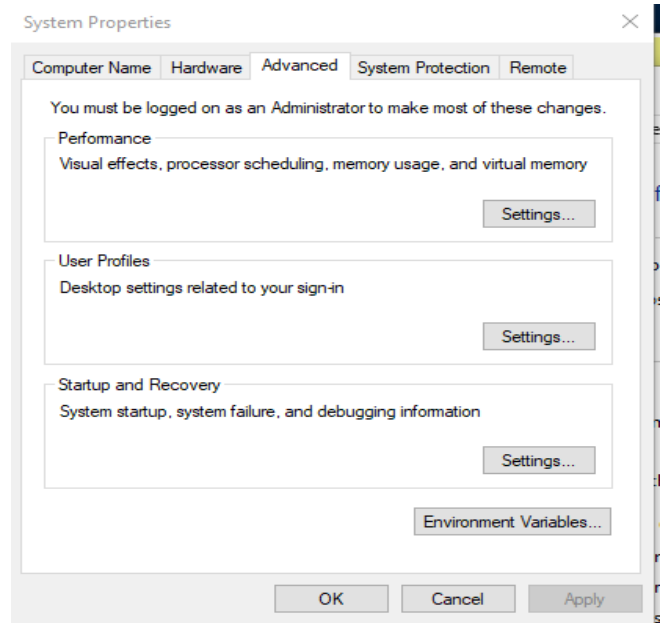 System Properties
Computer Name Hardware Advanced System Protection Remote
You must be logged on as an Administrator to make most of these changes.
Performance
Visual effects, processor scheduling, memory usage, and virtual memory
Settings...
User Profiles
Desktop settings related to your sign-in
Settings...
Startup and Recovery
System startup, system failure, and debugging information
Settings...
Environment Variables...
OK Cancel Apply